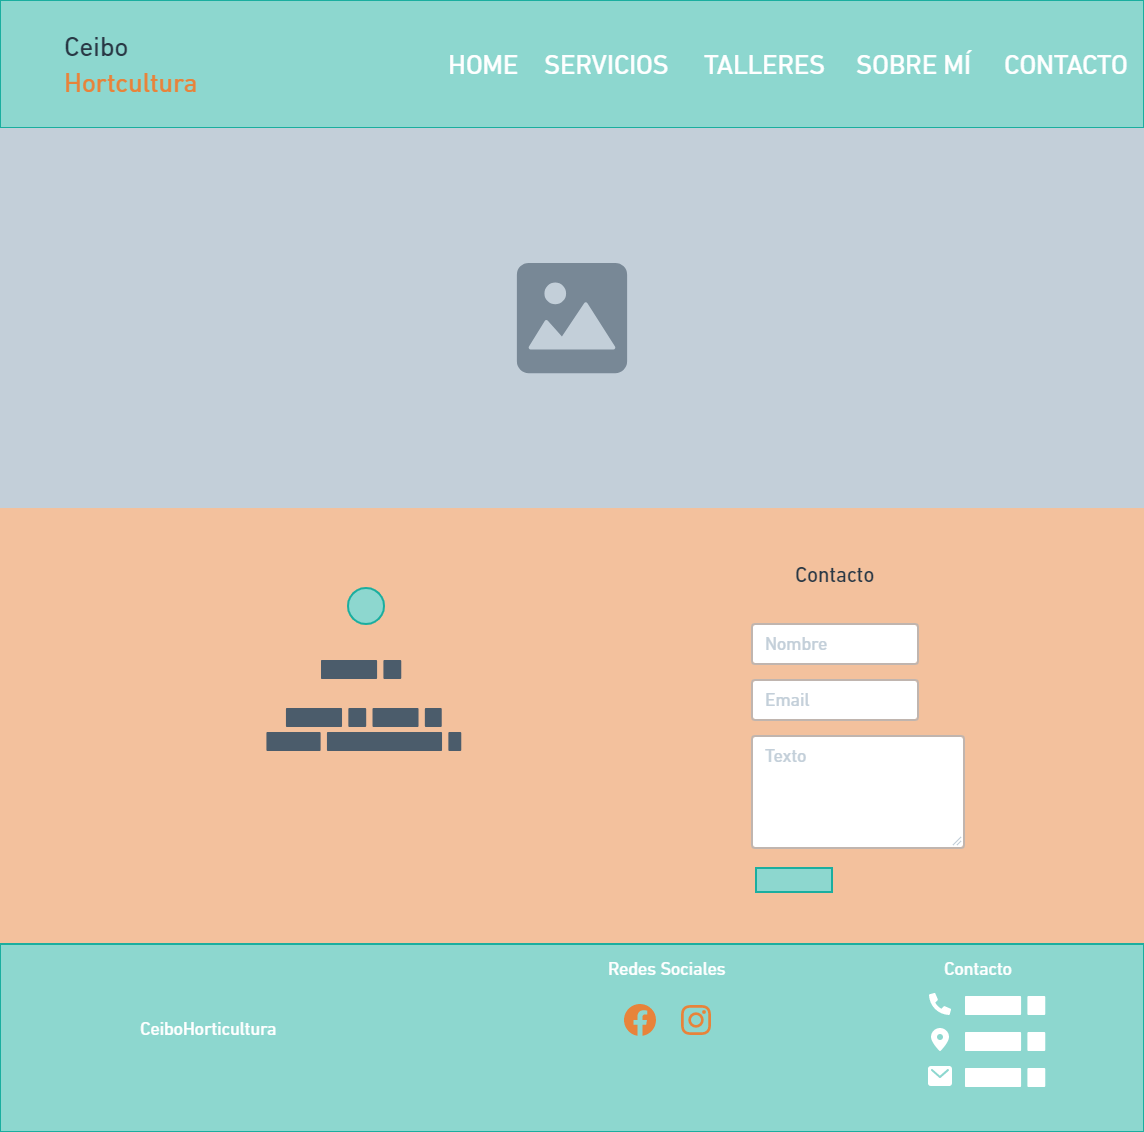 Ceibo
Hortcultura
HOME SERVICIOS TALLERES SOBRE MÍ CONTACTO
Contacto
Nombre
Email
Texto
Redes Sociales
Contacto
CeiboHorticultura